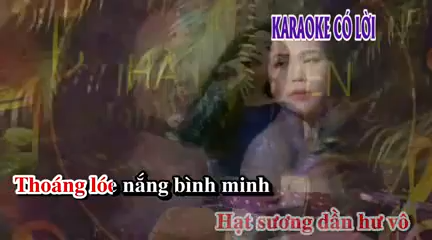 KARAOKE CÓ LỜI
Thoáng lóe nắng bình minh
Hạt sương dần hư vô